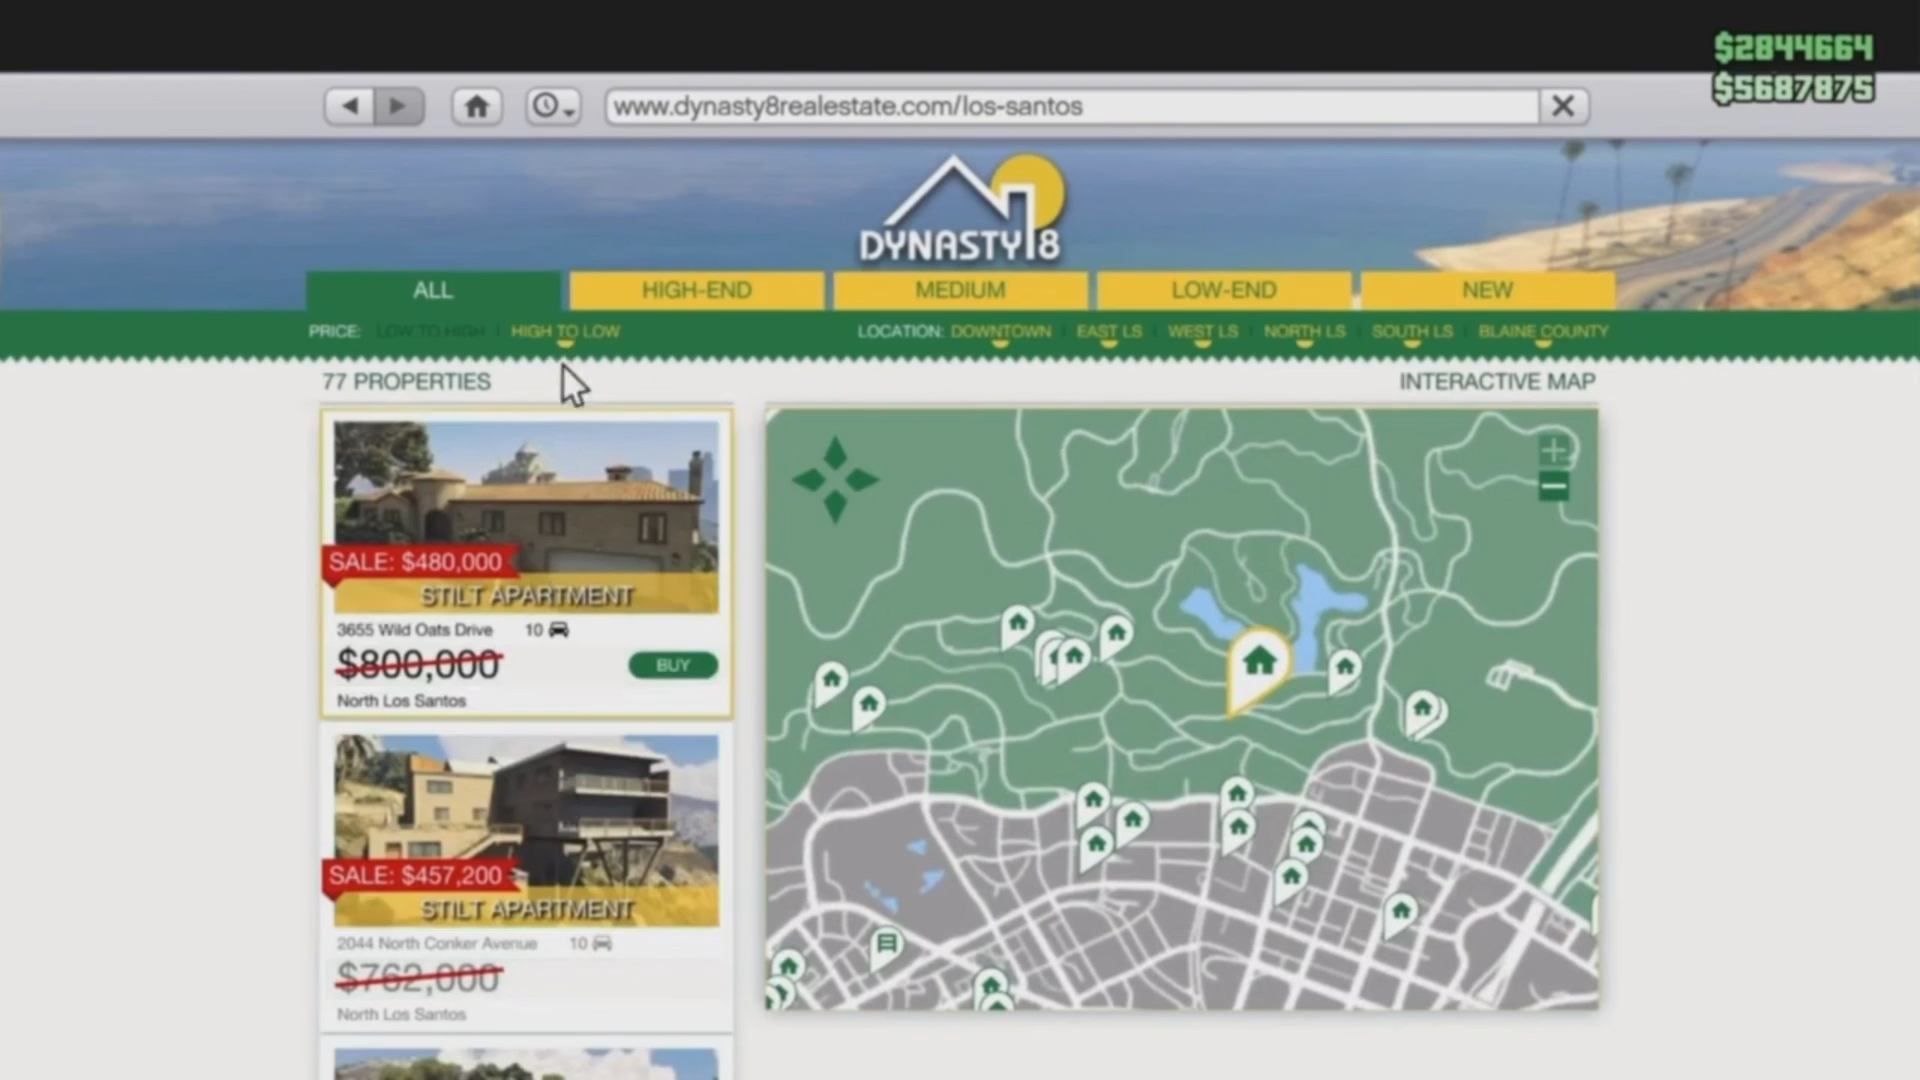 $2844664
$5687875
www.dynasty8realestate.com/los-santos
DYNASTY 8
ALL HIGH-END MEDIUM LOW-END NEW
PRICE: LOW TO HIGH HIGH TO LOW LOCATION: DOWNTOWN EAST LS WEST LS NORTH LS SOUTH LS BLAINE COUNTY
77 PROPERTIES
INTERACTIVE MAP
SALE: $480,000
STILT APARTMENT
3655 Wild Oats Drive 10
$800,000
BUY
North Los Santos
SALE: $457,200
STILT APARTMENT
2044 North Conker Avenue 10
$762,000
North Los Santos